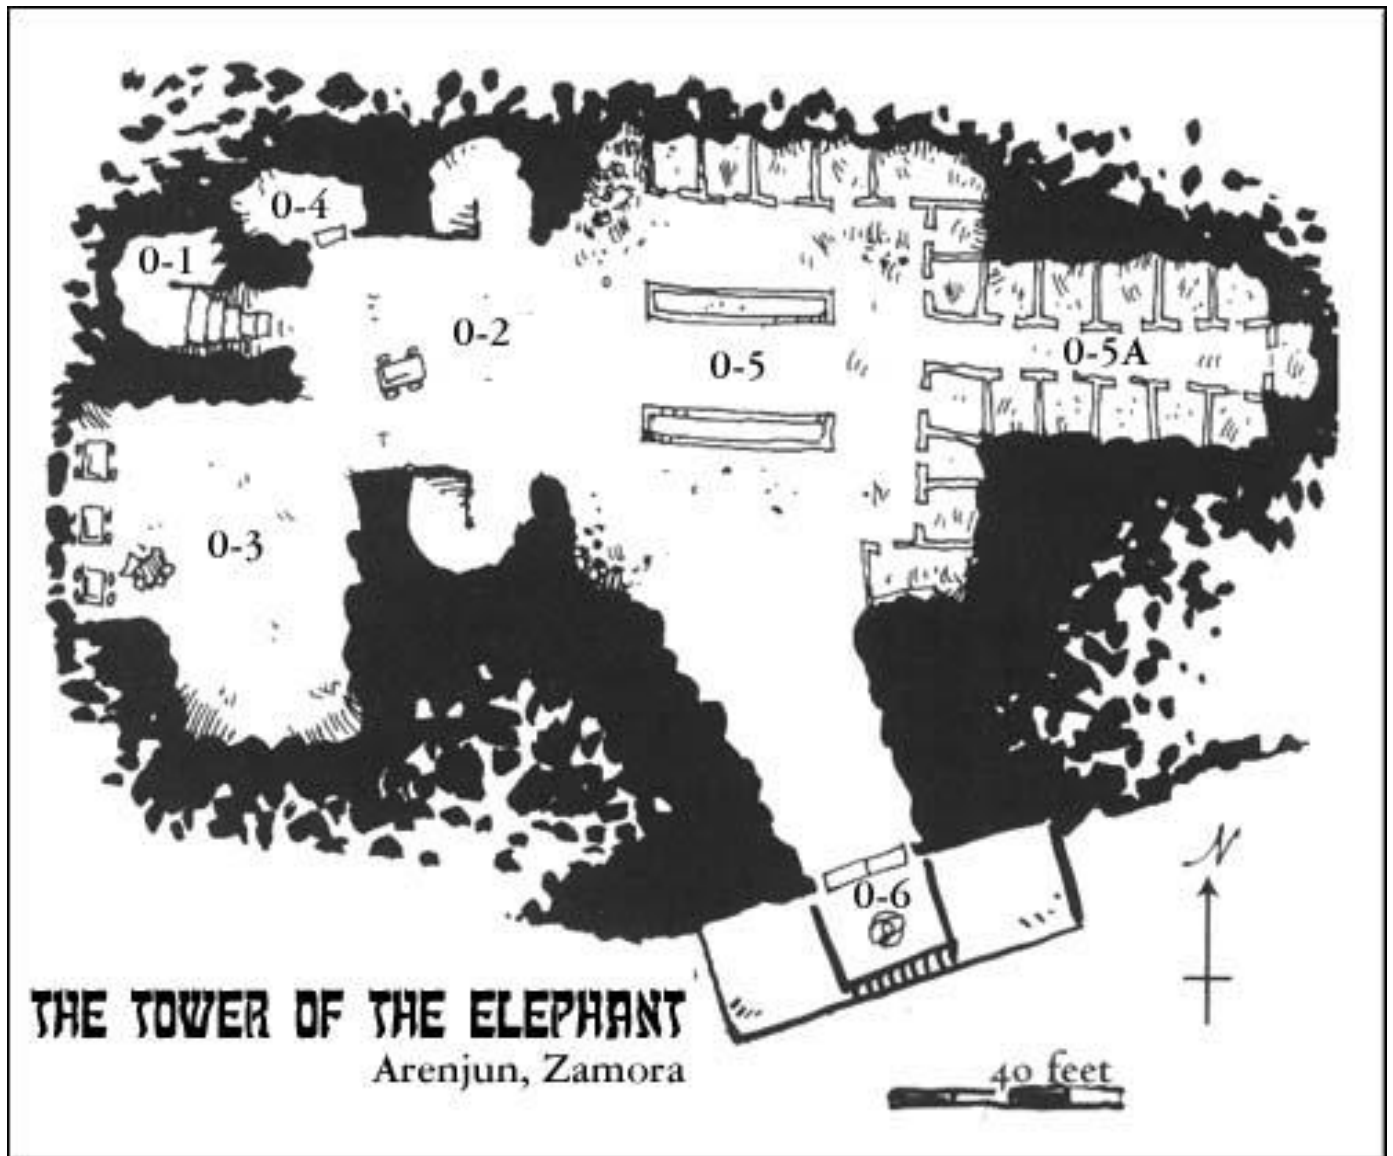 0-4
0-1
0-2
0-5
0-5A
0-3
0-6
N
THE TOWER OF THE ELEPHANT
Arenjun, Zamora
40 feet